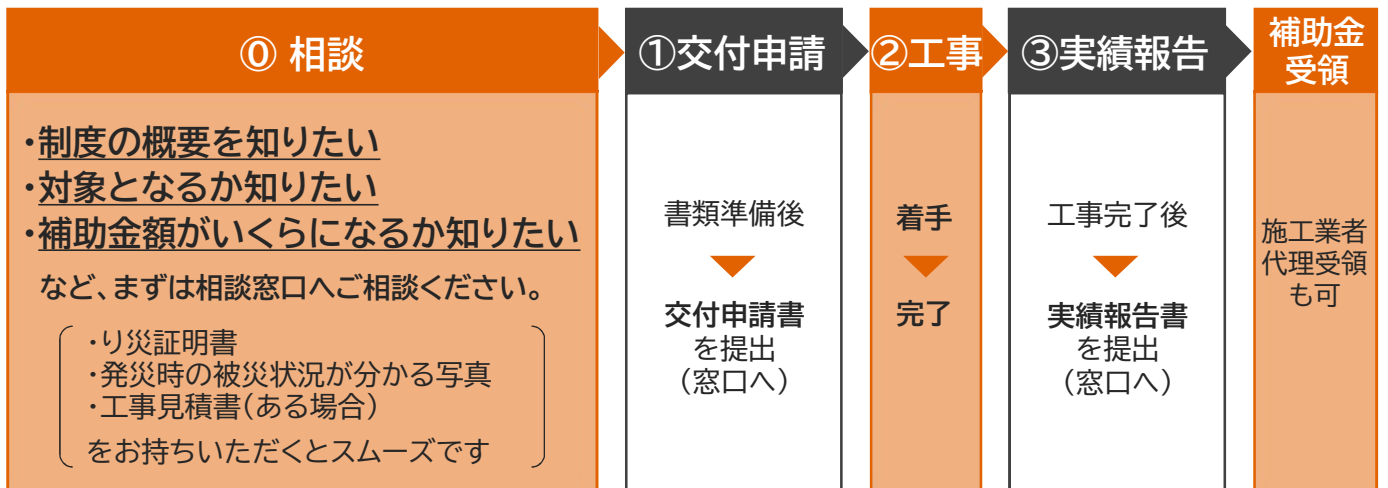 ⓪ 相談
・制度の概要を知りたい
・対象となるか知りたい
・補助金額がいくらになるか知りたい
など、まずは相談窓口へご相談ください。
・り災証明書
・発災時の被災状況が分かる写真
・工事見積書(ある場合)
をお持ちいただくとスムーズです
①交付申請
書類準備後
交付申請書
を提出
(窓口へ)
②工事
着手
完了
③実績報告
工事完了後
実績報告書
を提出
(窓口へ)
補助金
受領
施工業者
代理受領
も可